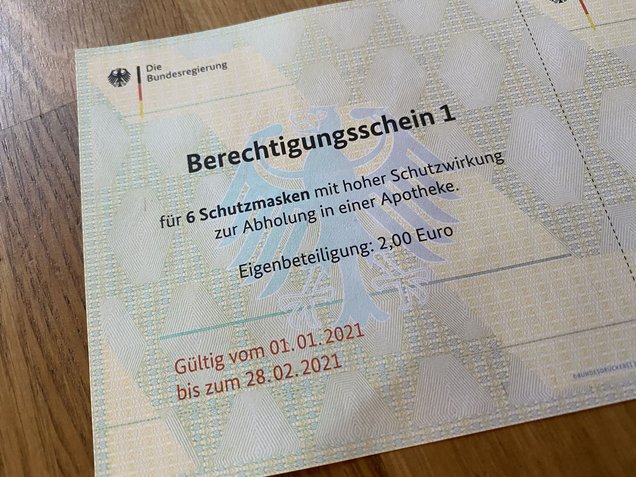 Die
Bundesregierung
Berechtigungsschein 1
für 6 Schutzmasken mit hoher Schutzwirkung
zur Abholung in einer Apotheke.
Eigenbeteiligung: 2,00 Euro
Gültig vom 01.01.2021
bis zum 28.02.2021
©BUNDESDRUCKEREI